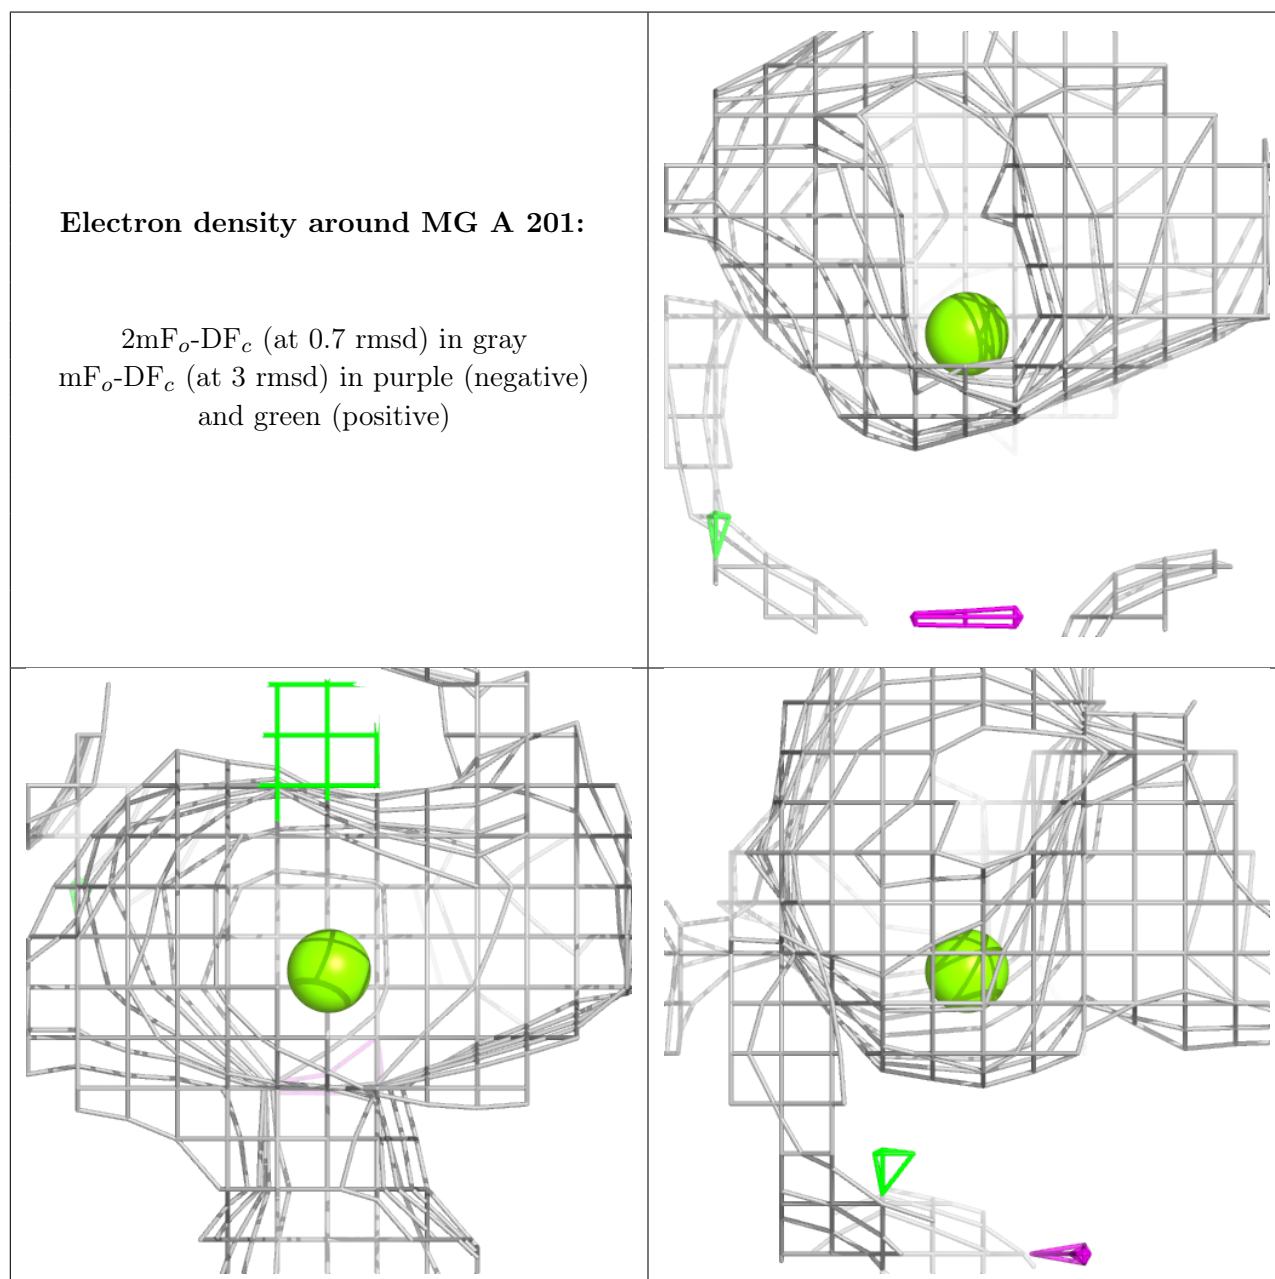 Electron density around MG A 201:
2mFo-DFc (at 0.7 rmsd) in gray
mFo-DFc (at 3 rmsd) in purple (negative)
and green (positive)